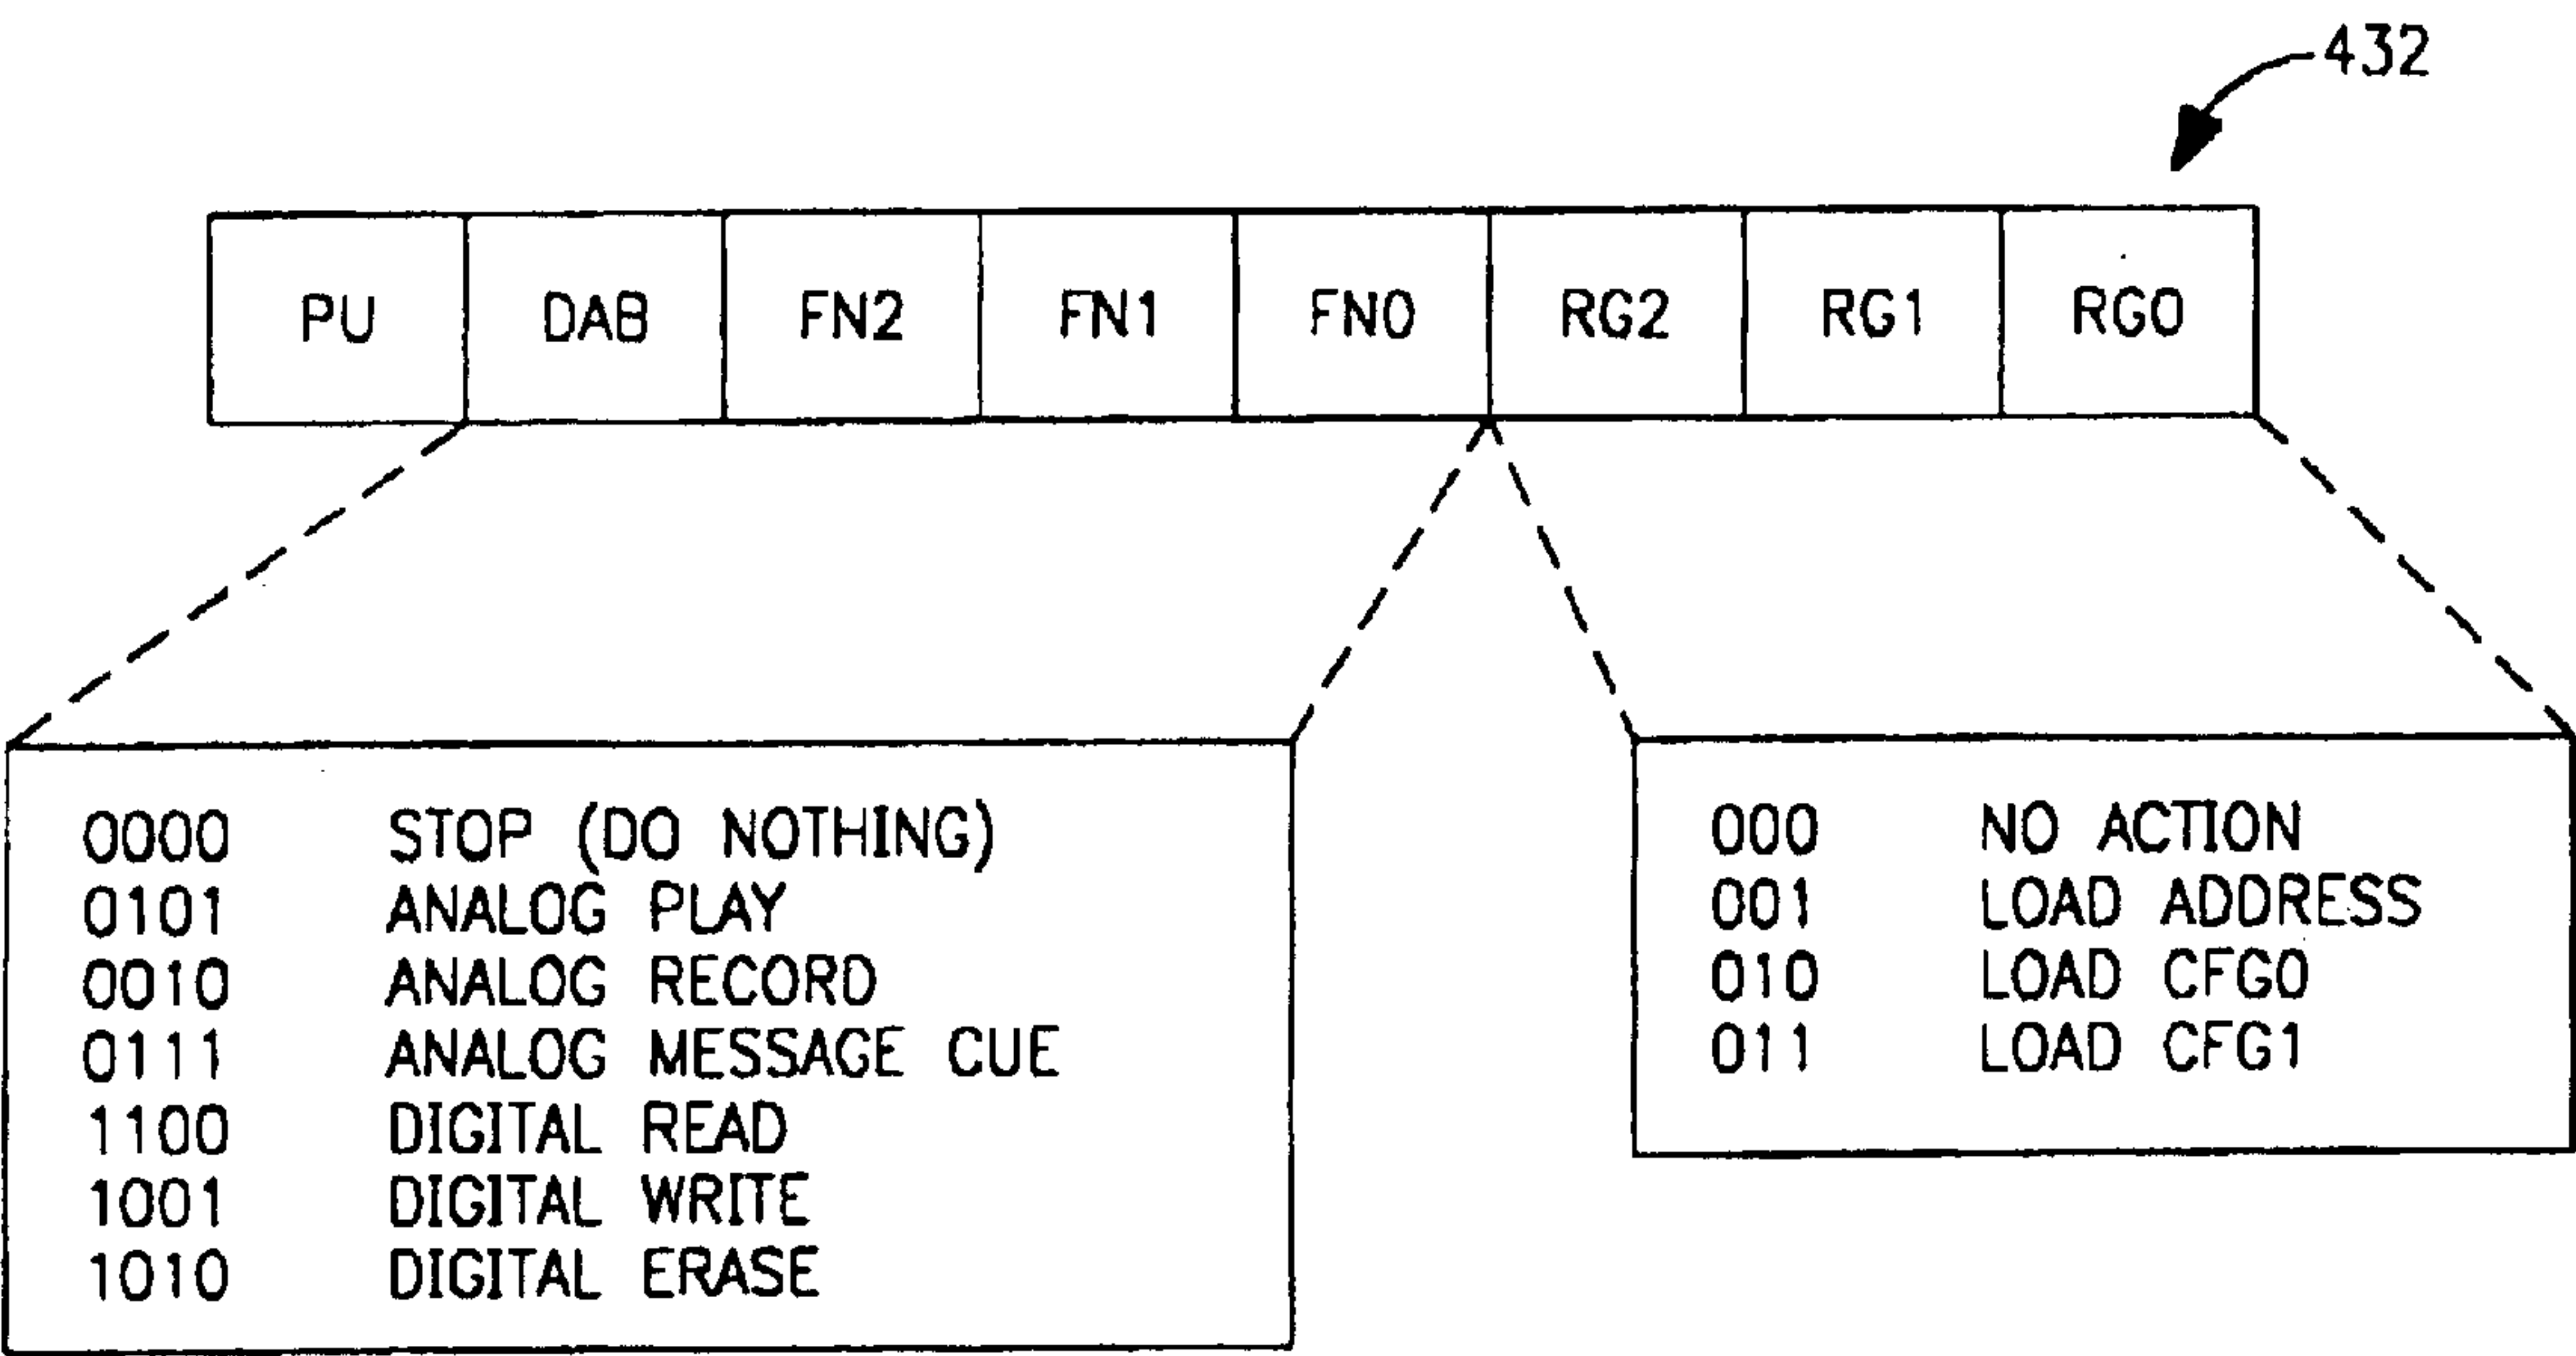 432
PU DAB FN2 FN1 FN0 RG2 RG1 RG0
0000 STOP (DO NOTHING)
0101 ANALOG PLAY
0010 ANALOG RECORD
0111 ANALOG MESSAGE CUE
1100 DIGITAL READ
1001 DIGITAL WRITE
1010 DIGITAL ERASE
000 NO ACTION
001 LOAD ADDRESS
010 LOAD CFG0
011 LOAD CFG1